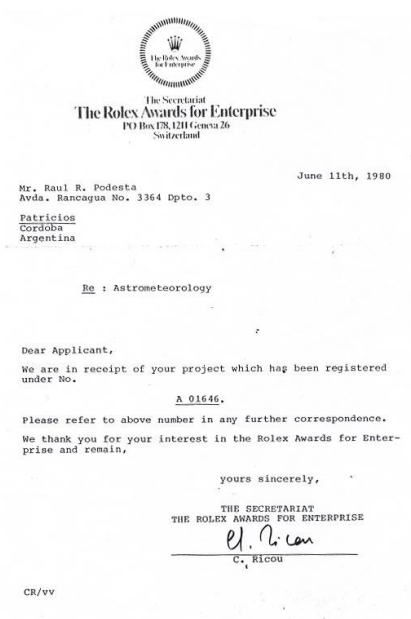 The Rolex Awards
for Enterprise
The Secretariat
The Rolex Awards for Enterprise
PO Box 178, 1211 Geneva 26
Switzerland
June 11th, 1980
Mr. Raul R. Podesta
Avda. Rancagua No. 3364 Dpto. 3
Patricios
Cordoba
Argentina
Re : Astrometeorology
Dear Applicant,
We are in receipt of your project which has been registered
under No.
A 01646.
Please refer to above number in any further correspondence.
We thank you for your interest in the Rolex Awards for Enter-
prise and remain,
yours sincerely,
THE SECRETARIAT
THE ROLEX AWARDS FOR ENTERPRISE
C. Ricou
C. Ricou
CR/vv